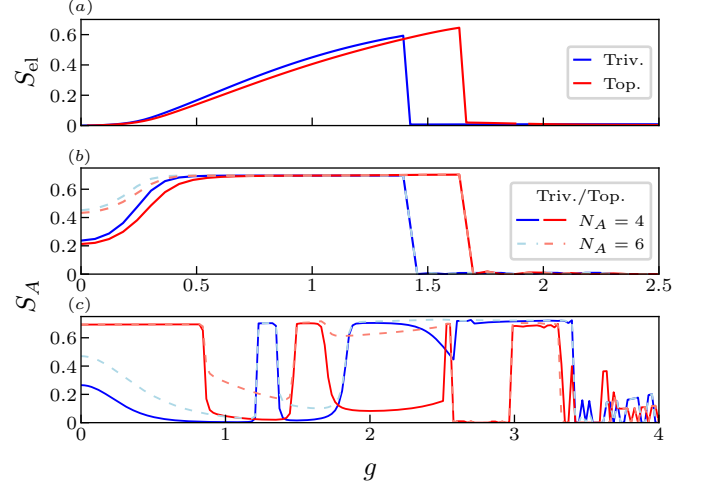 (a)
S_el
0.6
0.4
0.2
0
Triv.
Top.
(b)
0.6
0.4
0.2
0
Triv./Top.
N_A = 4
N_A = 6
0 0.5 1 1.5 2 2.5
S_A
(c)
0.6
0.4
0.2
0
0 1 2 3 4
g